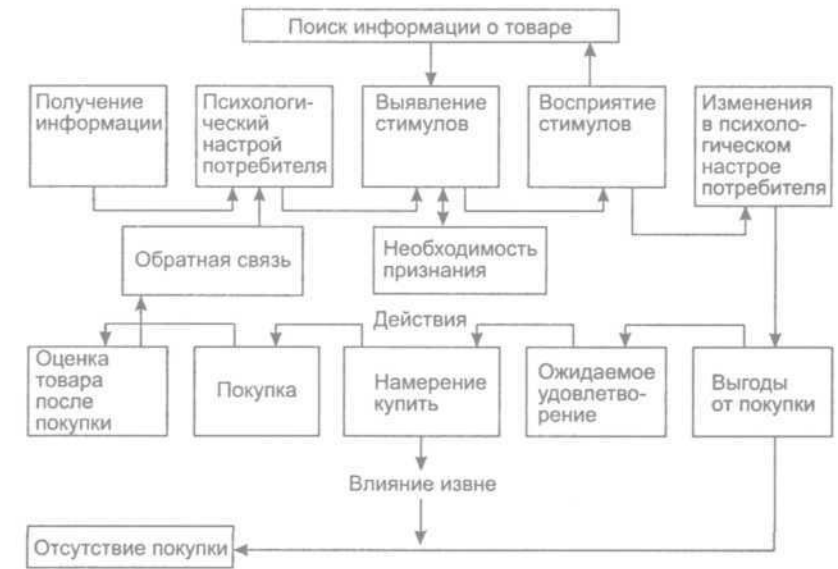 Поиск информации о товаре
Получение
информации
Психологи-
ческий
настрой
потребителя
Выявление
стимулов
Восприятие
стимулов
Изменения
в психоло-
гическом
настрое
потребителя
Обратная связь
Необходимость
признания
Действия
Оценка
товара
после
покупки
Покупка
Намерение
купить
Ожидаемое
удовлетво-
рение
Выгоды
от покупки
Влияние извне
Отсутствие покупки